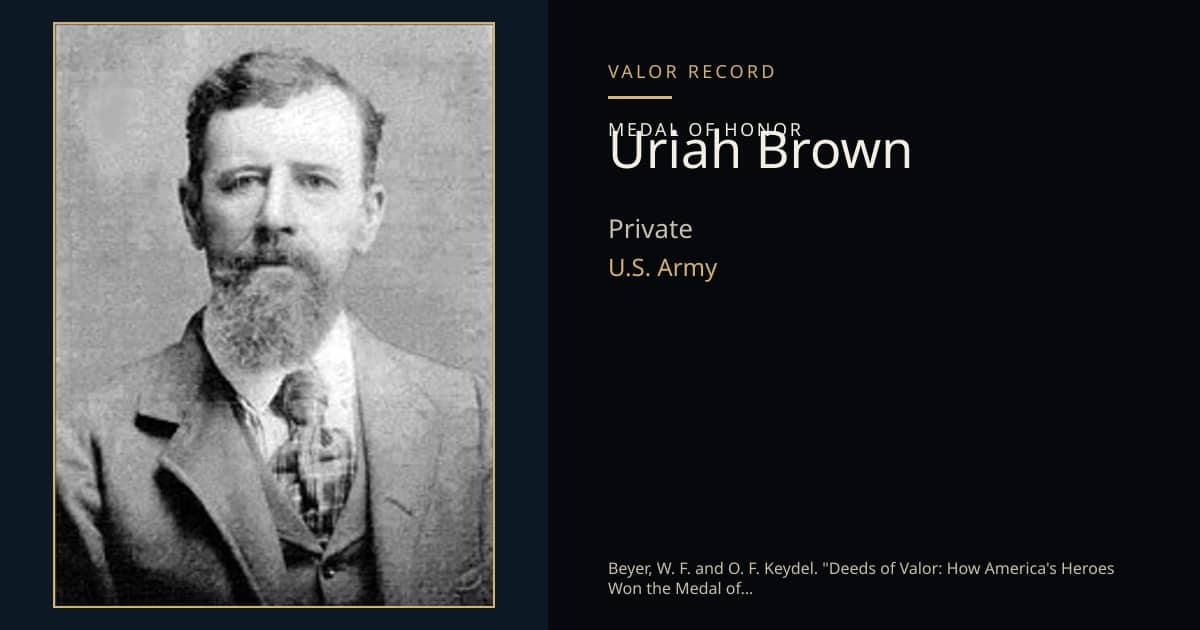 VALOR RECORD
MEDAL OF HONOR
Uriah Brown
Private
U.S. Army
Beyer, W. F. and O. F. Keydel. "Deeds of Valor: How America's Heroes
Won the Medal of...